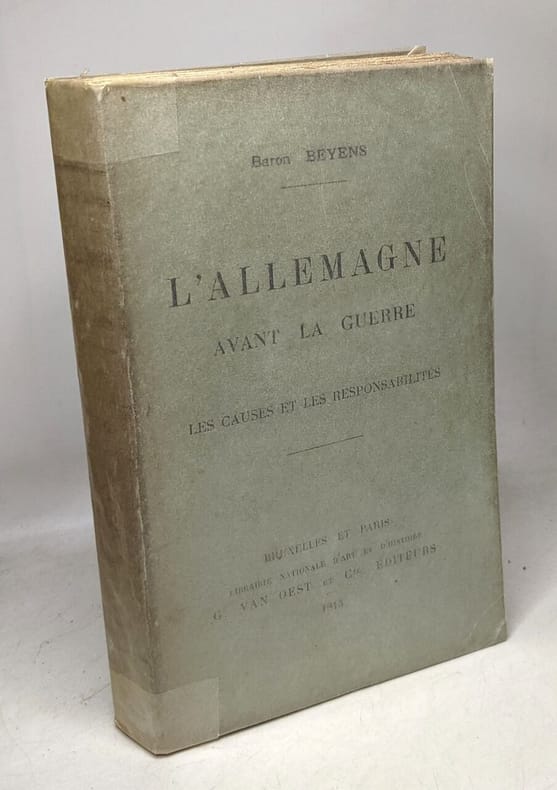 Baron BEYENS
L'ALLEMAGNE
AVANT LA GUERRE
LES CAUSES ET LES RESPONSABILITÉS
BRUXELLES ET PARIS
LIBRAIRIE NATIONALE D'ART ET D'HISTOIRE
G. VAN OEST ET Cie, ÉDITEURS
1915